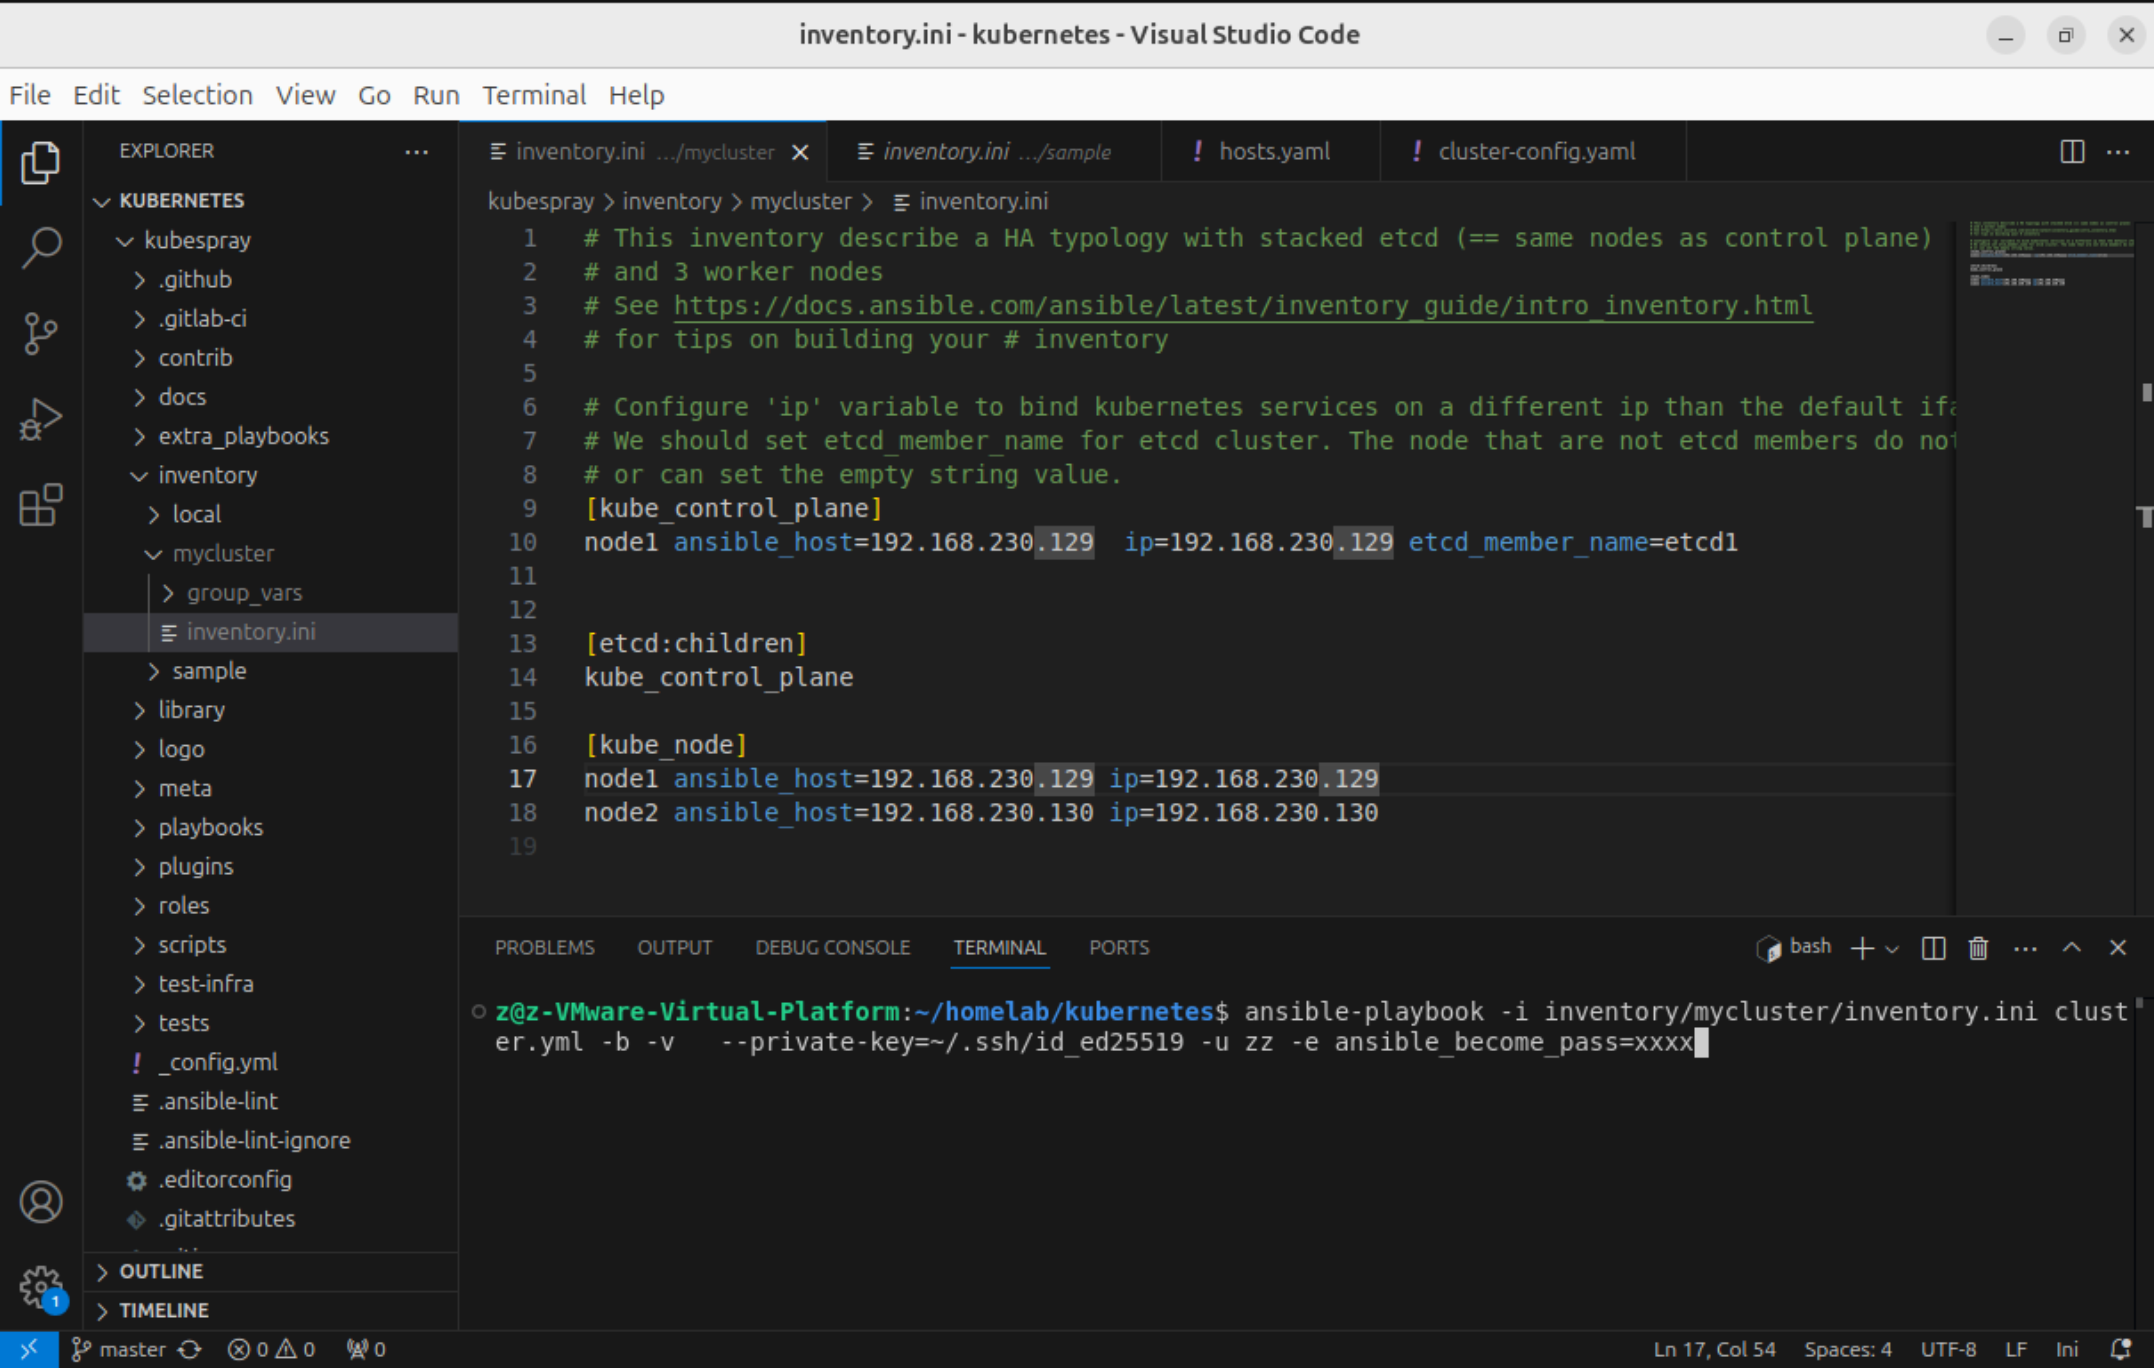 inventory.ini - kubernetes - Visual Studio Code
File Edit Selection View Go Run Terminal Help
EXPLORER
KUBERNETES
kubespray
.github
.gitlab-ci
contrib
docs
extra_playbooks
inventory
local
mycluster
group_vars
inventory.ini
sample
library
logo
meta
playbooks
plugins
roles
scripts
test-infra
tests
! _config.yml
.ansible-lint
.ansible-lint-ignore
.editorconfig
.gitattributes
OUTLINE
TIMELINE
inventory.ini .../mycluster
inventory.ini .../sample
! hosts.yaml
! cluster-config.yaml
kubespray > inventory > mycluster > inventory.ini
1 # This inventory describe a HA typology with stacked etcd (== same nodes as control plane)
2 # and 3 worker nodes
3 # See https://docs.ansible.com/ansible/latest/inventory_guide/intro_inventory.html
4 # for tips on building your # inventory
5
6 # Configure 'ip' variable to bind kubernetes services on a different ip than the default
7 # We should set etcd_member_name for etcd cluster. The node that are not etcd members do not
8 # or can set the empty string value.
9 [kube_control_plane]
10 node1 ansible_host=192.168.230.129  ip=192.168.230.129 etcd_member_name=etcd1
11
12
13 [etcd:children]
14 kube_control_plane
15
16 [kube_node]
17 node1 ansible_host=192.168.230.129 ip=192.168.230.129
18 node2 ansible_host=192.168.230.130 ip=192.168.230.130
19
PROBLEMS OUTPUT DEBUG CONSOLE TERMINAL PORTS
bash
z@z-VMware-Virtual-Platform:~/homelab/kubernetes$ ansible-playbook -i inventory/mycluster/inventory.ini clust
er.yml -b -v   --private-key=~/.ssh/id_ed25519 -u zz -e ansible_become_pass=xxxx
1
master 0 0 0
Ln 17, Col 54 Spaces: 4 UTF-8 LF Ini